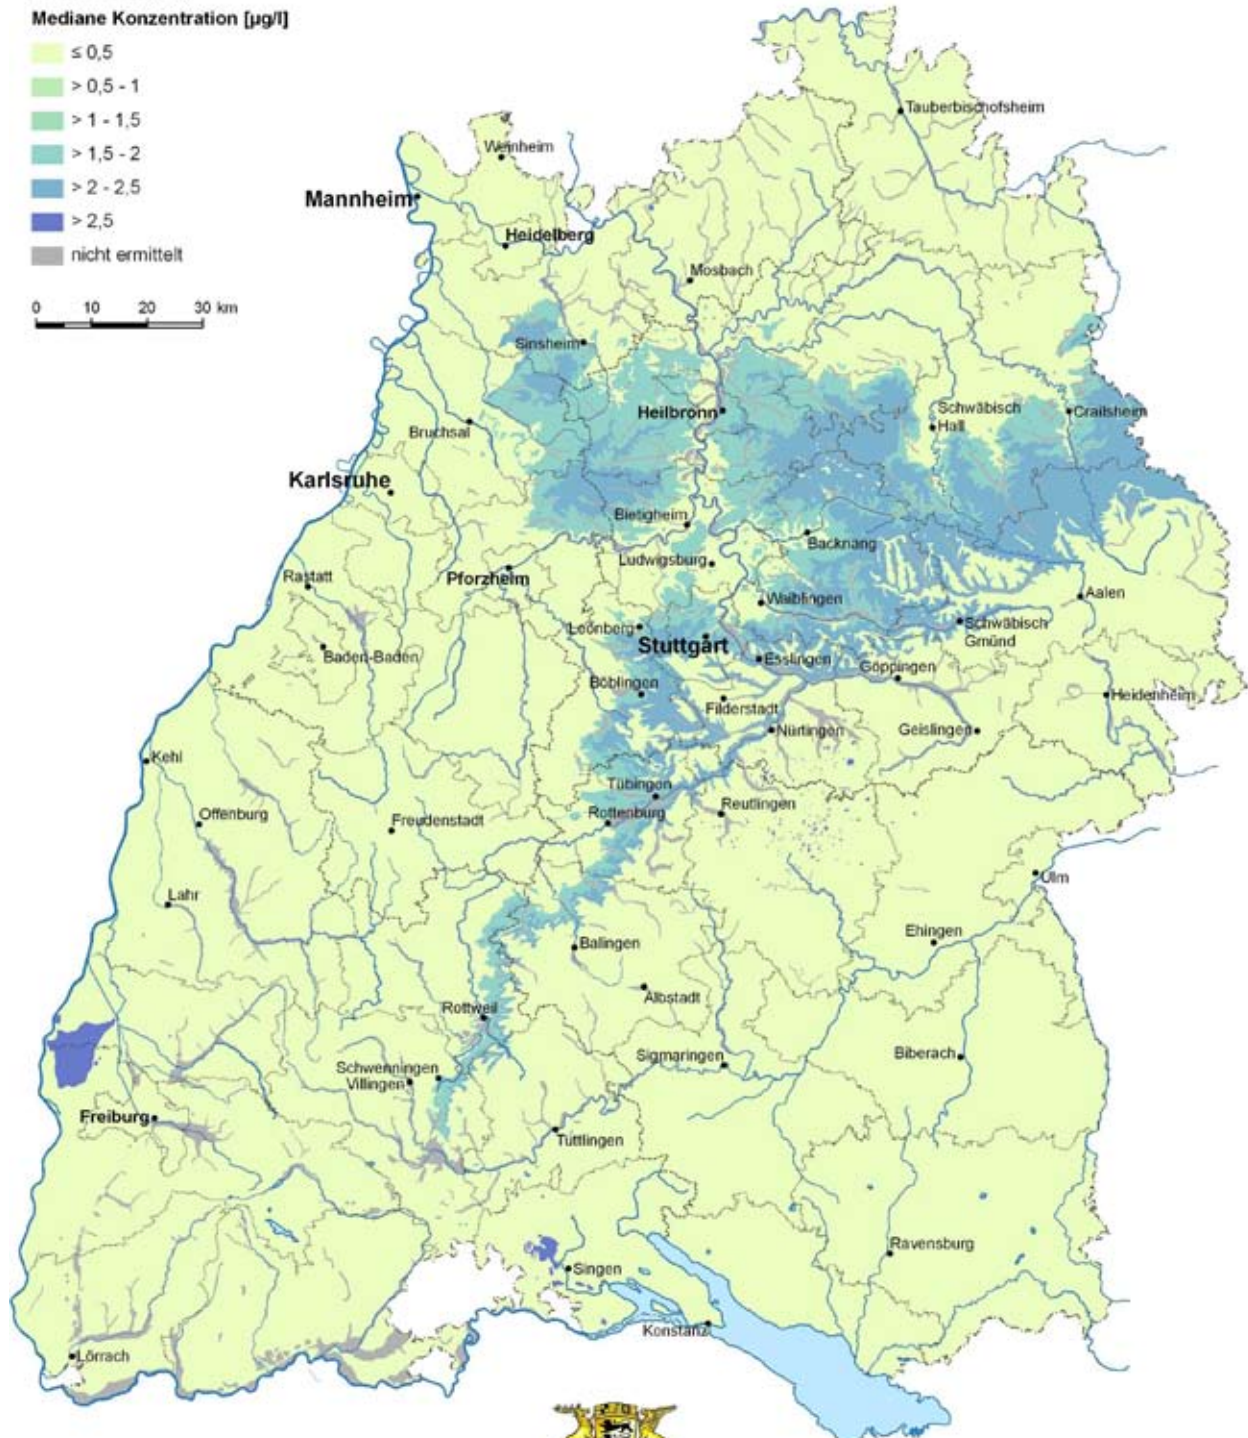 Mediane Konzentration [µg/l]
≤ 0,5
> 0,5 - 1
> 1 - 1,5
> 1,5 - 2
> 2 - 2,5
> 2,5
nicht ermittelt
0 10 20 30 km
Tauberbischofsheim
Weinheim
Mannheim
Heidelberg
Mosbach
Sinsheim
Heilbronn
Schwäbisch
Hall
Crailsheim
Bruchsal
Karlsruhe
Bietigheim
Backnang
Ludwigsburg
Pforzheim
Rastatt
Waiblingen
Aalen
Leonberg
Schwäbisch
Gmünd
Stuttgart
Baden-Baden
Esslingen
Göppingen
Böblingen
Filderstadt
Heidenheim
Nürtingen
Geislingen
Kehl
Tübingen
Reutlingen
Offenburg
Freudenstadt
Rottenburg
Ulm
Lahr
Ehingen
Balingen
Albstadt
Rottweil
Sigmaringen
Biberach
Schwenningen
Villingen
Freiburg
Tuttlingen
Ravensburg
Singen
Konstanz
Lörrach